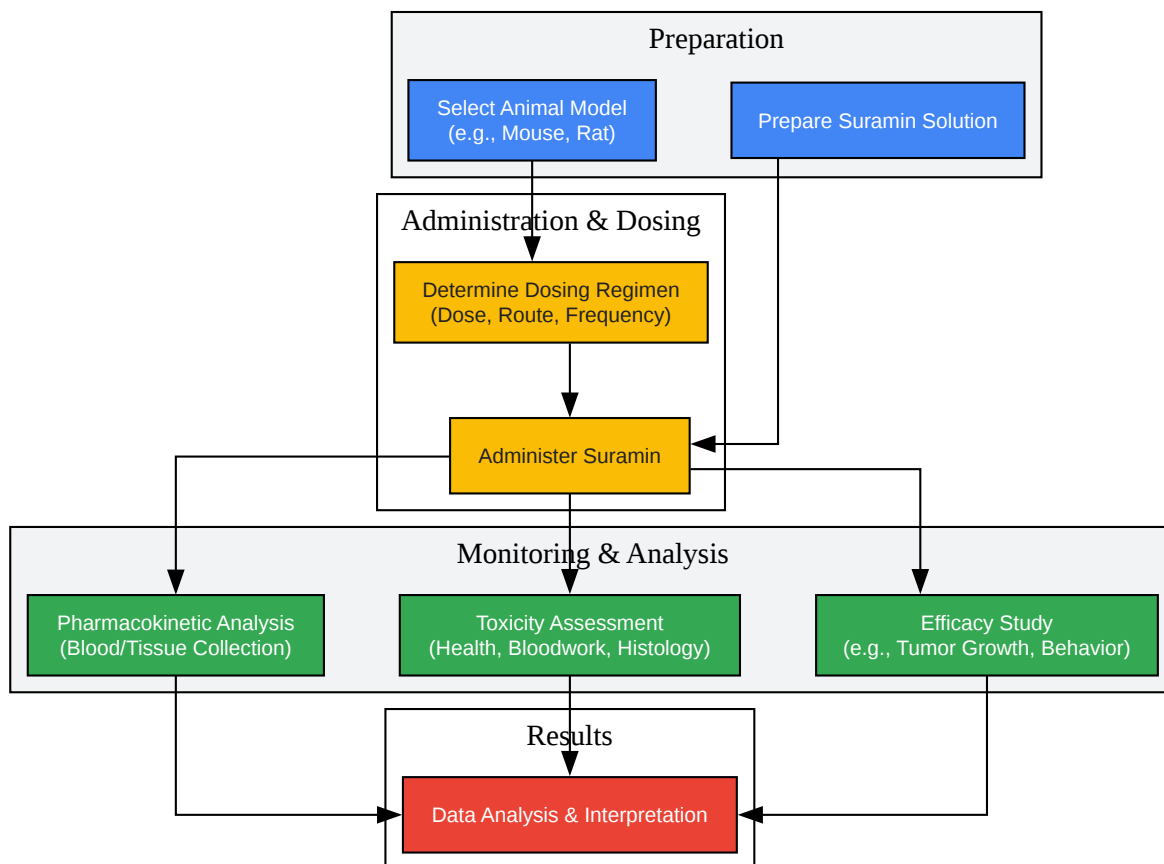 Preparation
Select Animal Model
(e.g., Mouse, Rat)
Prepare Suramin Solution
Administration & Dosing
Determine Dosing Regimen
(Dose, Route, Frequency)
Administer Suramin
Monitoring & Analysis
Pharmacokinetic Analysis
(Blood/Tissue Collection)
Toxicity Assessment
(Health, Bloodwork, Histology)
Efficacy Study
(e.g., Tumor Growth, Behavior)
Results
Data Analysis & Interpretation